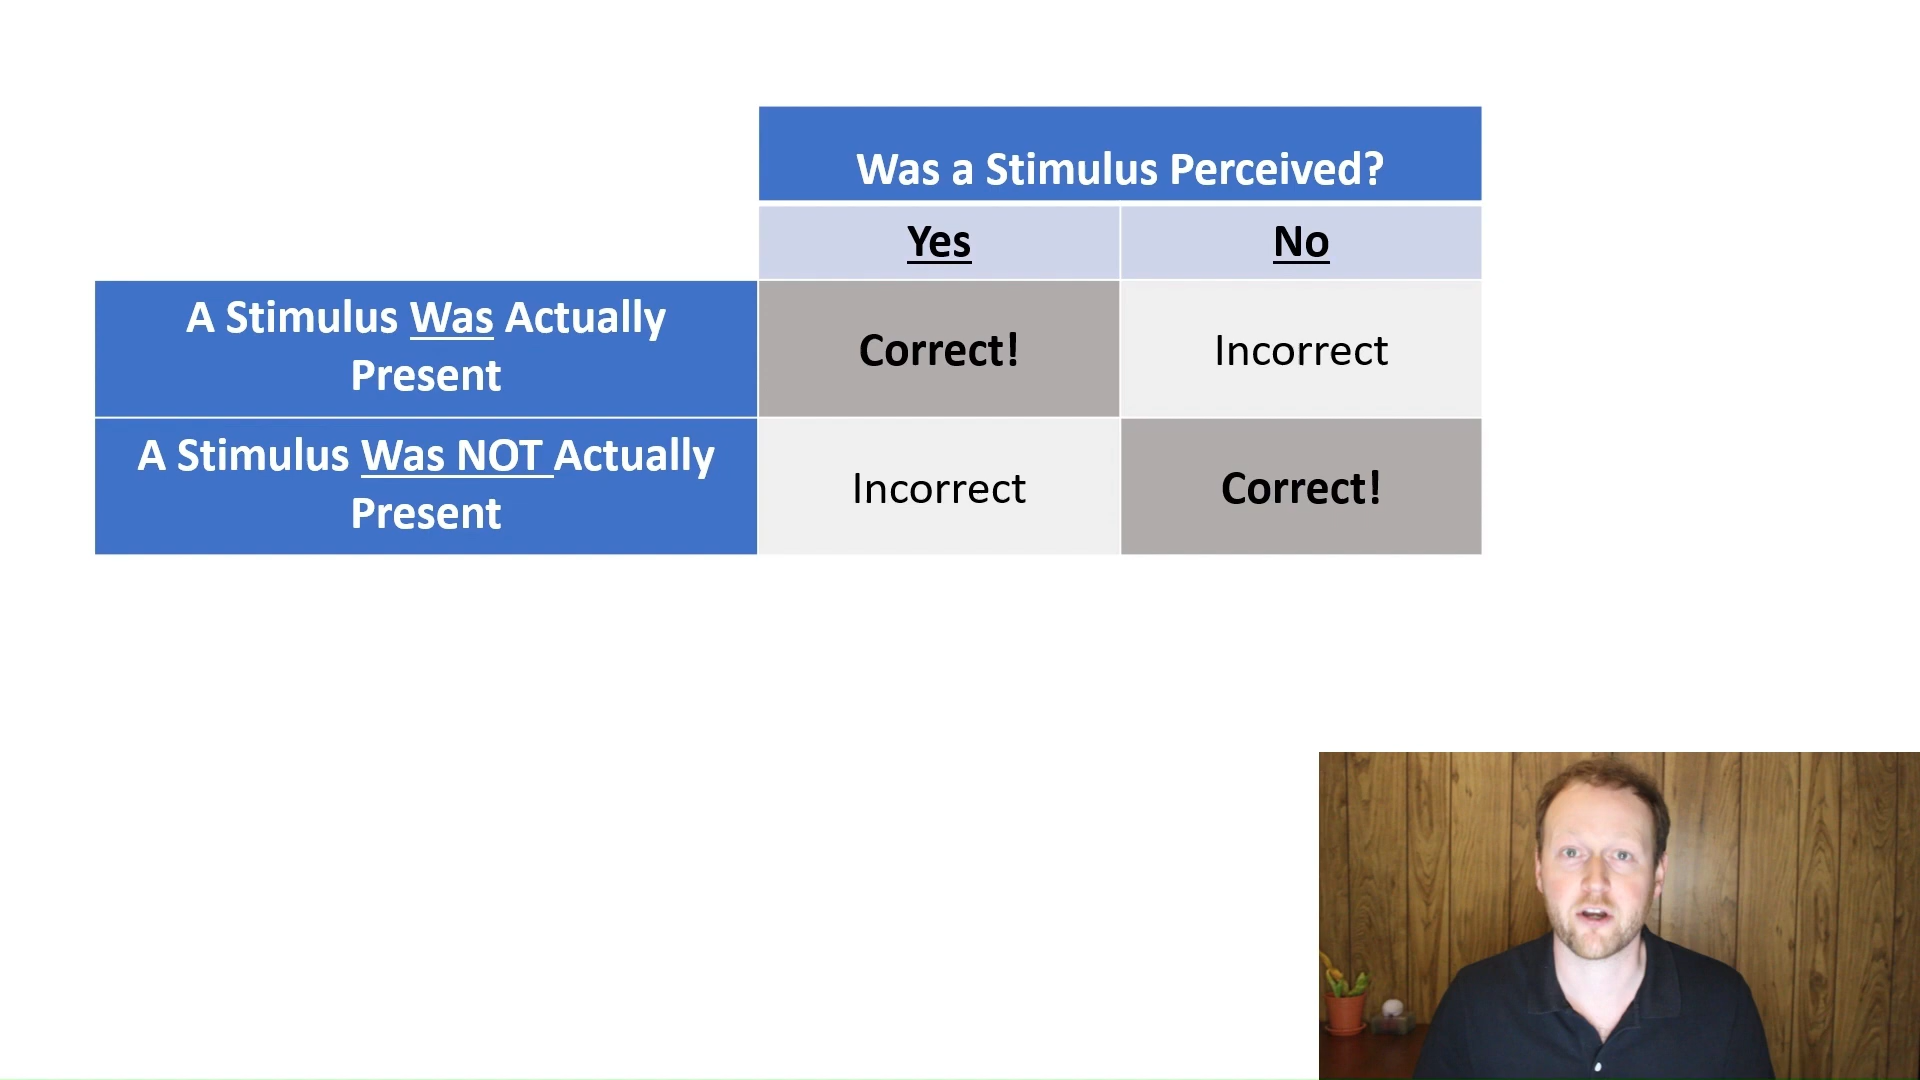 Was a Stimulus Perceived?
Yes
No
A Stimulus Was Actually
Present
Correct!
Incorrect
A Stimulus Was NOT Actually
Present
Incorrect
Correct!